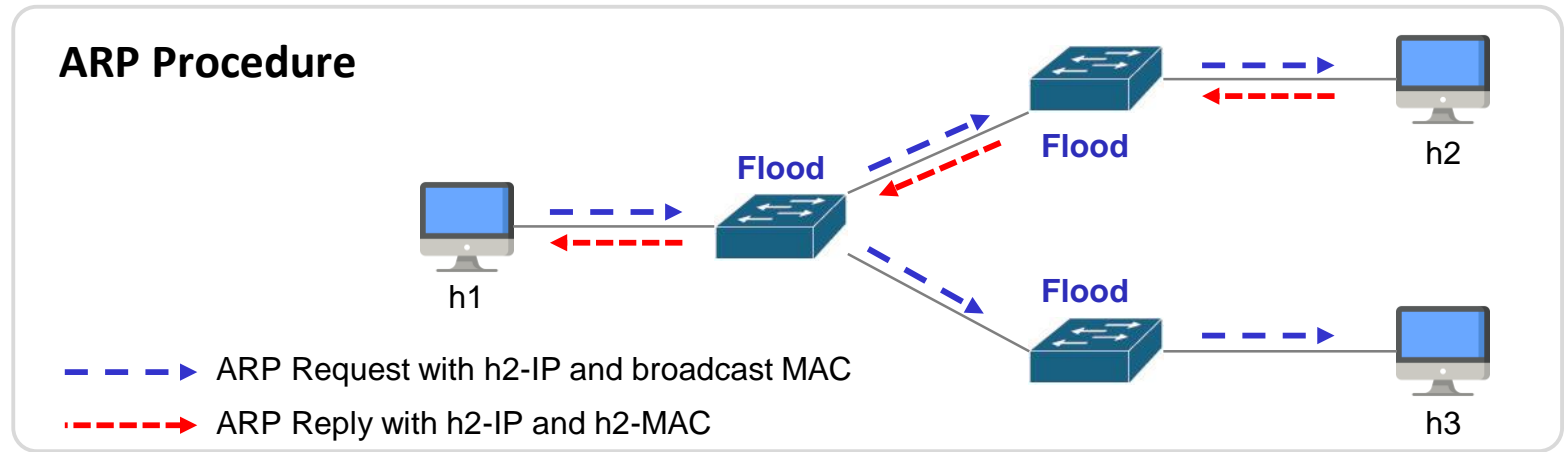 ARP Procedure
Flood
h2
Flood
h1
Flood
h3
ARP Request with h2-IP and broadcast MAC
ARP Reply with h2-IP and h2-MAC